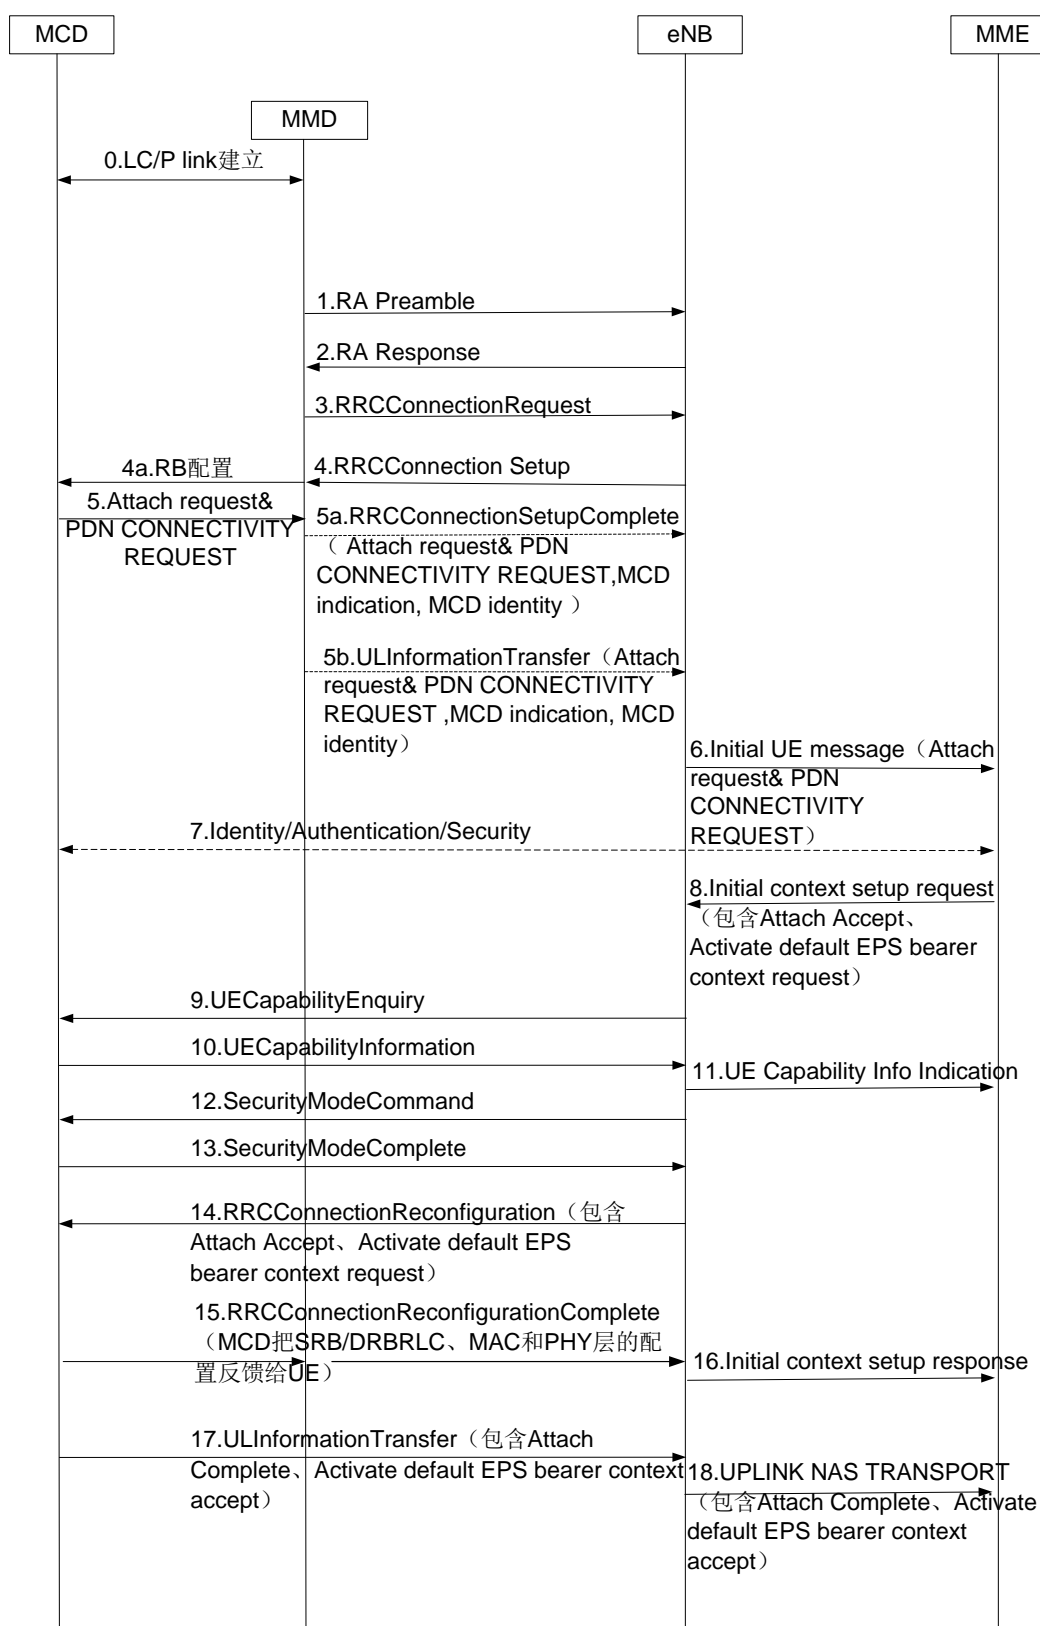 MCD
eNB
MME
MMD
0.LC/P link建立
1.RA Preamble
2.RA Response
3.RRCConnectionRequest
4a.RB配置
4.RRCConnection Setup
5.Attach request&
PDN CONNECTIVITY
REQUEST
5a.RRCConnectionSetupComplete
（ Attach request& PDN
CONNECTIVITY REQUEST,MCD
indication, MCD identity ）
5b.ULInformationTransfer（Attach
request& PDN CONNECTIVITY
REQUEST ,MCD indication, MCD
identity）
6.Initial UE message（Attach
request& PDN
CONNECTIVITY
REQUEST）
7.Identity/Authentication/Security
8.Initial context setup request
（包含Attach Accept、
Activate default EPS bearer
context request）
9.UECapabilityEnquiry
10.UECapabilityInformation
11.UE Capability Info Indication
12.SecurityModeCommand
13.SecurityModeComplete
14.RRCConnectionReconfiguration（包含
Attach Accept、Activate default EPS
bearer context request）
15.RRCConnectionReconfigurationComplete
（MCD把SRB/DRBRLC、MAC和PHY层的配
置反馈给UE）
16.Initial context setup response
17.ULInformationTransfer（包含Attach
Complete、Activate default EPS bearer context
accept）
18.UPLINK NAS TRANSPORT
（包含Attach Complete、Activate
default EPS bearer context
accept）